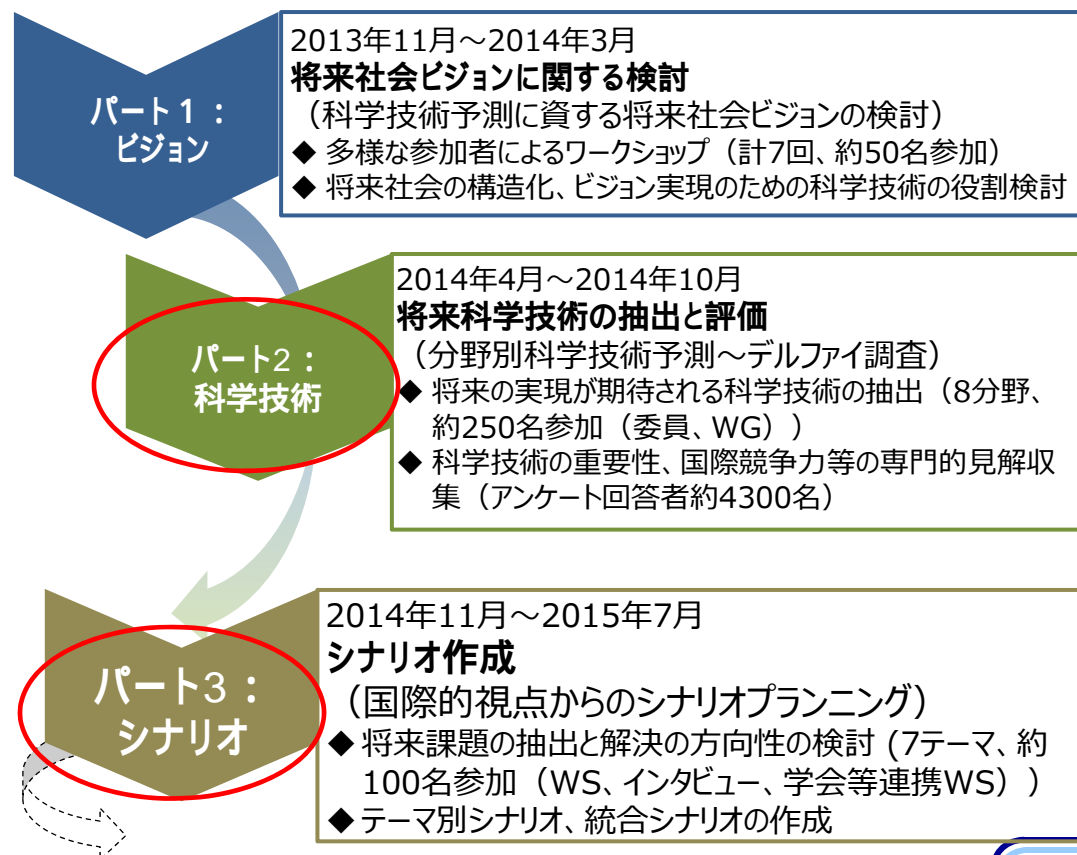 パート 1 ：
ビジョン
2013年11月～2014年3月
将来社会ビジョンに関する検討
（科学技術予測に資する将来社会ビジョンの検討）
◆ 多様な参加者によるワークショップ（計7回、約50名参加）
◆ 将来社会の構造化、ビジョン実現のための科学技術の役割検討
パート2：
科学技術
2014年4月～2014年10月
将来科学技術の抽出と評価
（分野別科学技術予測～デルファイ調査）
◆ 将来の実現が期待される科学技術の抽出（8分野、
約250名参加（委員、WG））
◆ 科学技術の重要性、国際競争力等の専門的見解収
集（アンケート回答者約4300名）
パート3：
シナリオ
2014年11月～2015年7月
シナリオ作成
（国際的視点からのシナリオプランニング）
◆ 将来課題の抽出と解決の方向性の検討 (7テーマ、約
100名参加（WS、インタビュー、学会等連携WS））
◆ テーマ別シナリオ、統合シナリオの作成